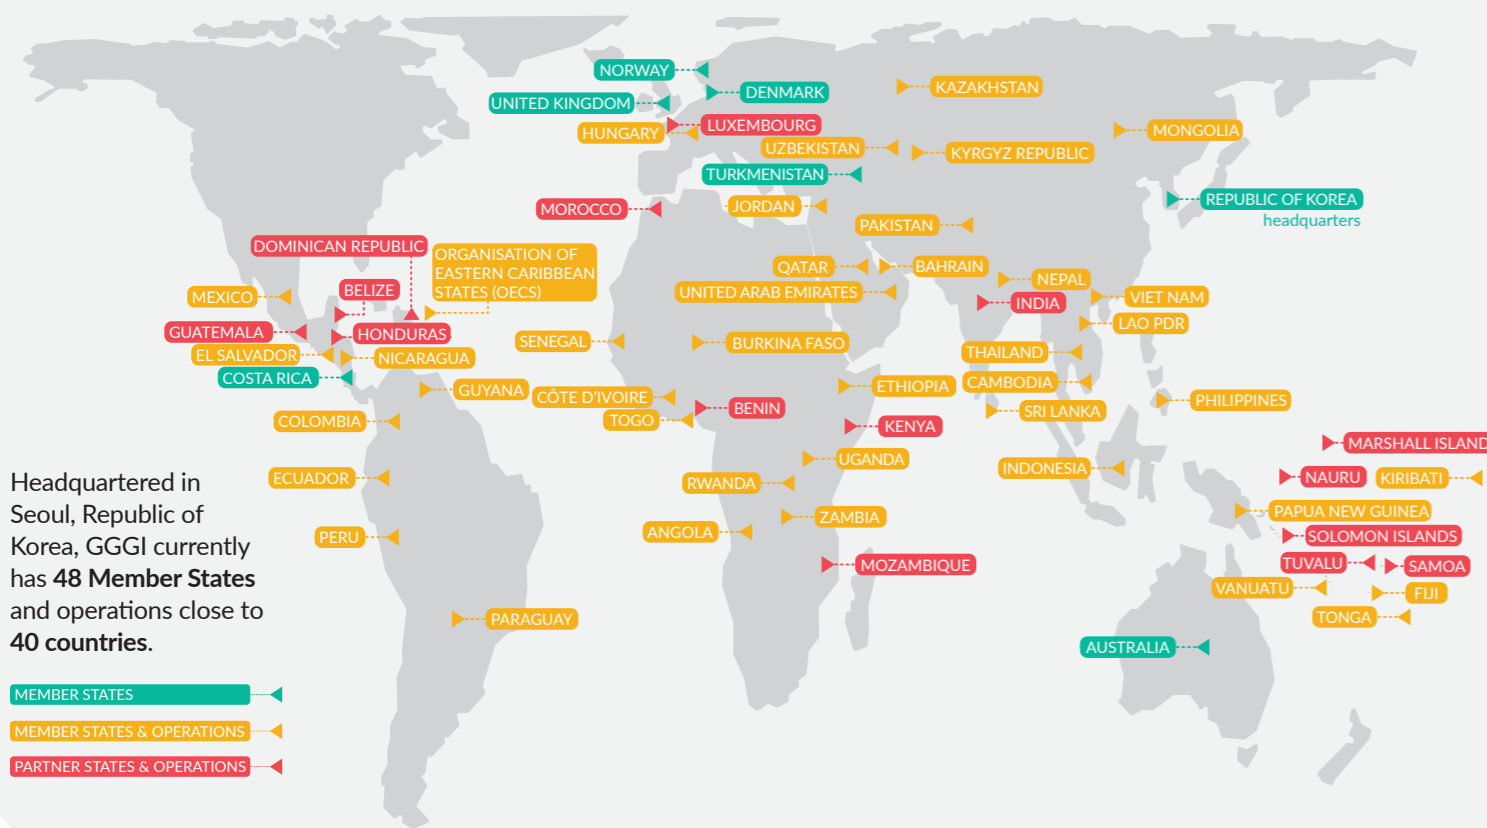 NORWAY
DENMARK
KAZAKHSTAN
UNITED KINGDOM
LUXEMBOURG
HUNGARY
MONGOLIA
UZBEKISTAN
KYRGYZ REPUBLIC
TURKMENISTAN
REPUBLIC OF KOREA
headquarters
MOROCCO
JORDAN
PAKISTAN
DOMINICAN REPUBLIC
ORGANISATION OF
EASTERN CARIBBEAN
STATES (OECS)
QATAR
BAHRAIN
NEPAL
BELIZE
MEXICO
UNITED ARAB EMIRATES
INDIA
VIET NAM
GUATEMALA
HONDURAS
LAO PDR
SENEGAL
BURKINA FASO
EL SALVADOR
NICARAGUA
THAILAND
COSTA RICA
GUYANA
CÔTE D'IVOIRE
ETHIOPIA
CAMBODIA
PHILIPPINES
COLOMBIA
TOGO
BENIN
SRI LANKA
KENYA
MARSHALL ISLAND
UGANDA
INDONESIA
ECUADOR
RWANDA
NAURU
KIRIBATI
ZAMBIA
PAPUA NEW GUINEA
PERU
ANGOLA
SOLOMON ISLANDS
MOZAMBIQUE
TUVALU
SAMOA
VANUATU
FIJI
PARAGUAY
TONGA
AUSTRALIA
Headquartered in
Seoul, Republic of
Korea, GGGI currently
has 48 Member States
and operations close to
40 countries.
MEMBER STATES
MEMBER STATES & OPERATIONS
PARTNER STATES & OPERATIONS